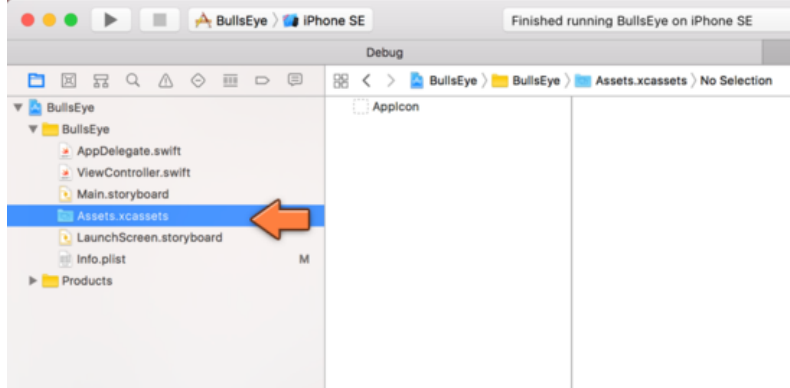 BullsEye 〉 iPhone SE
Finished running BullsEye on iPhone SE
Debug
BullsEye 〉 BullsEye 〉 Assets.xcassets 〉 No Selection
BullsEye
BullsEye
AppDelegate.swift
ViewController.swift
Main.storyboard
Assets.xcassets
LaunchScreen.storyboard
Info.plist M
Products
AppIcon